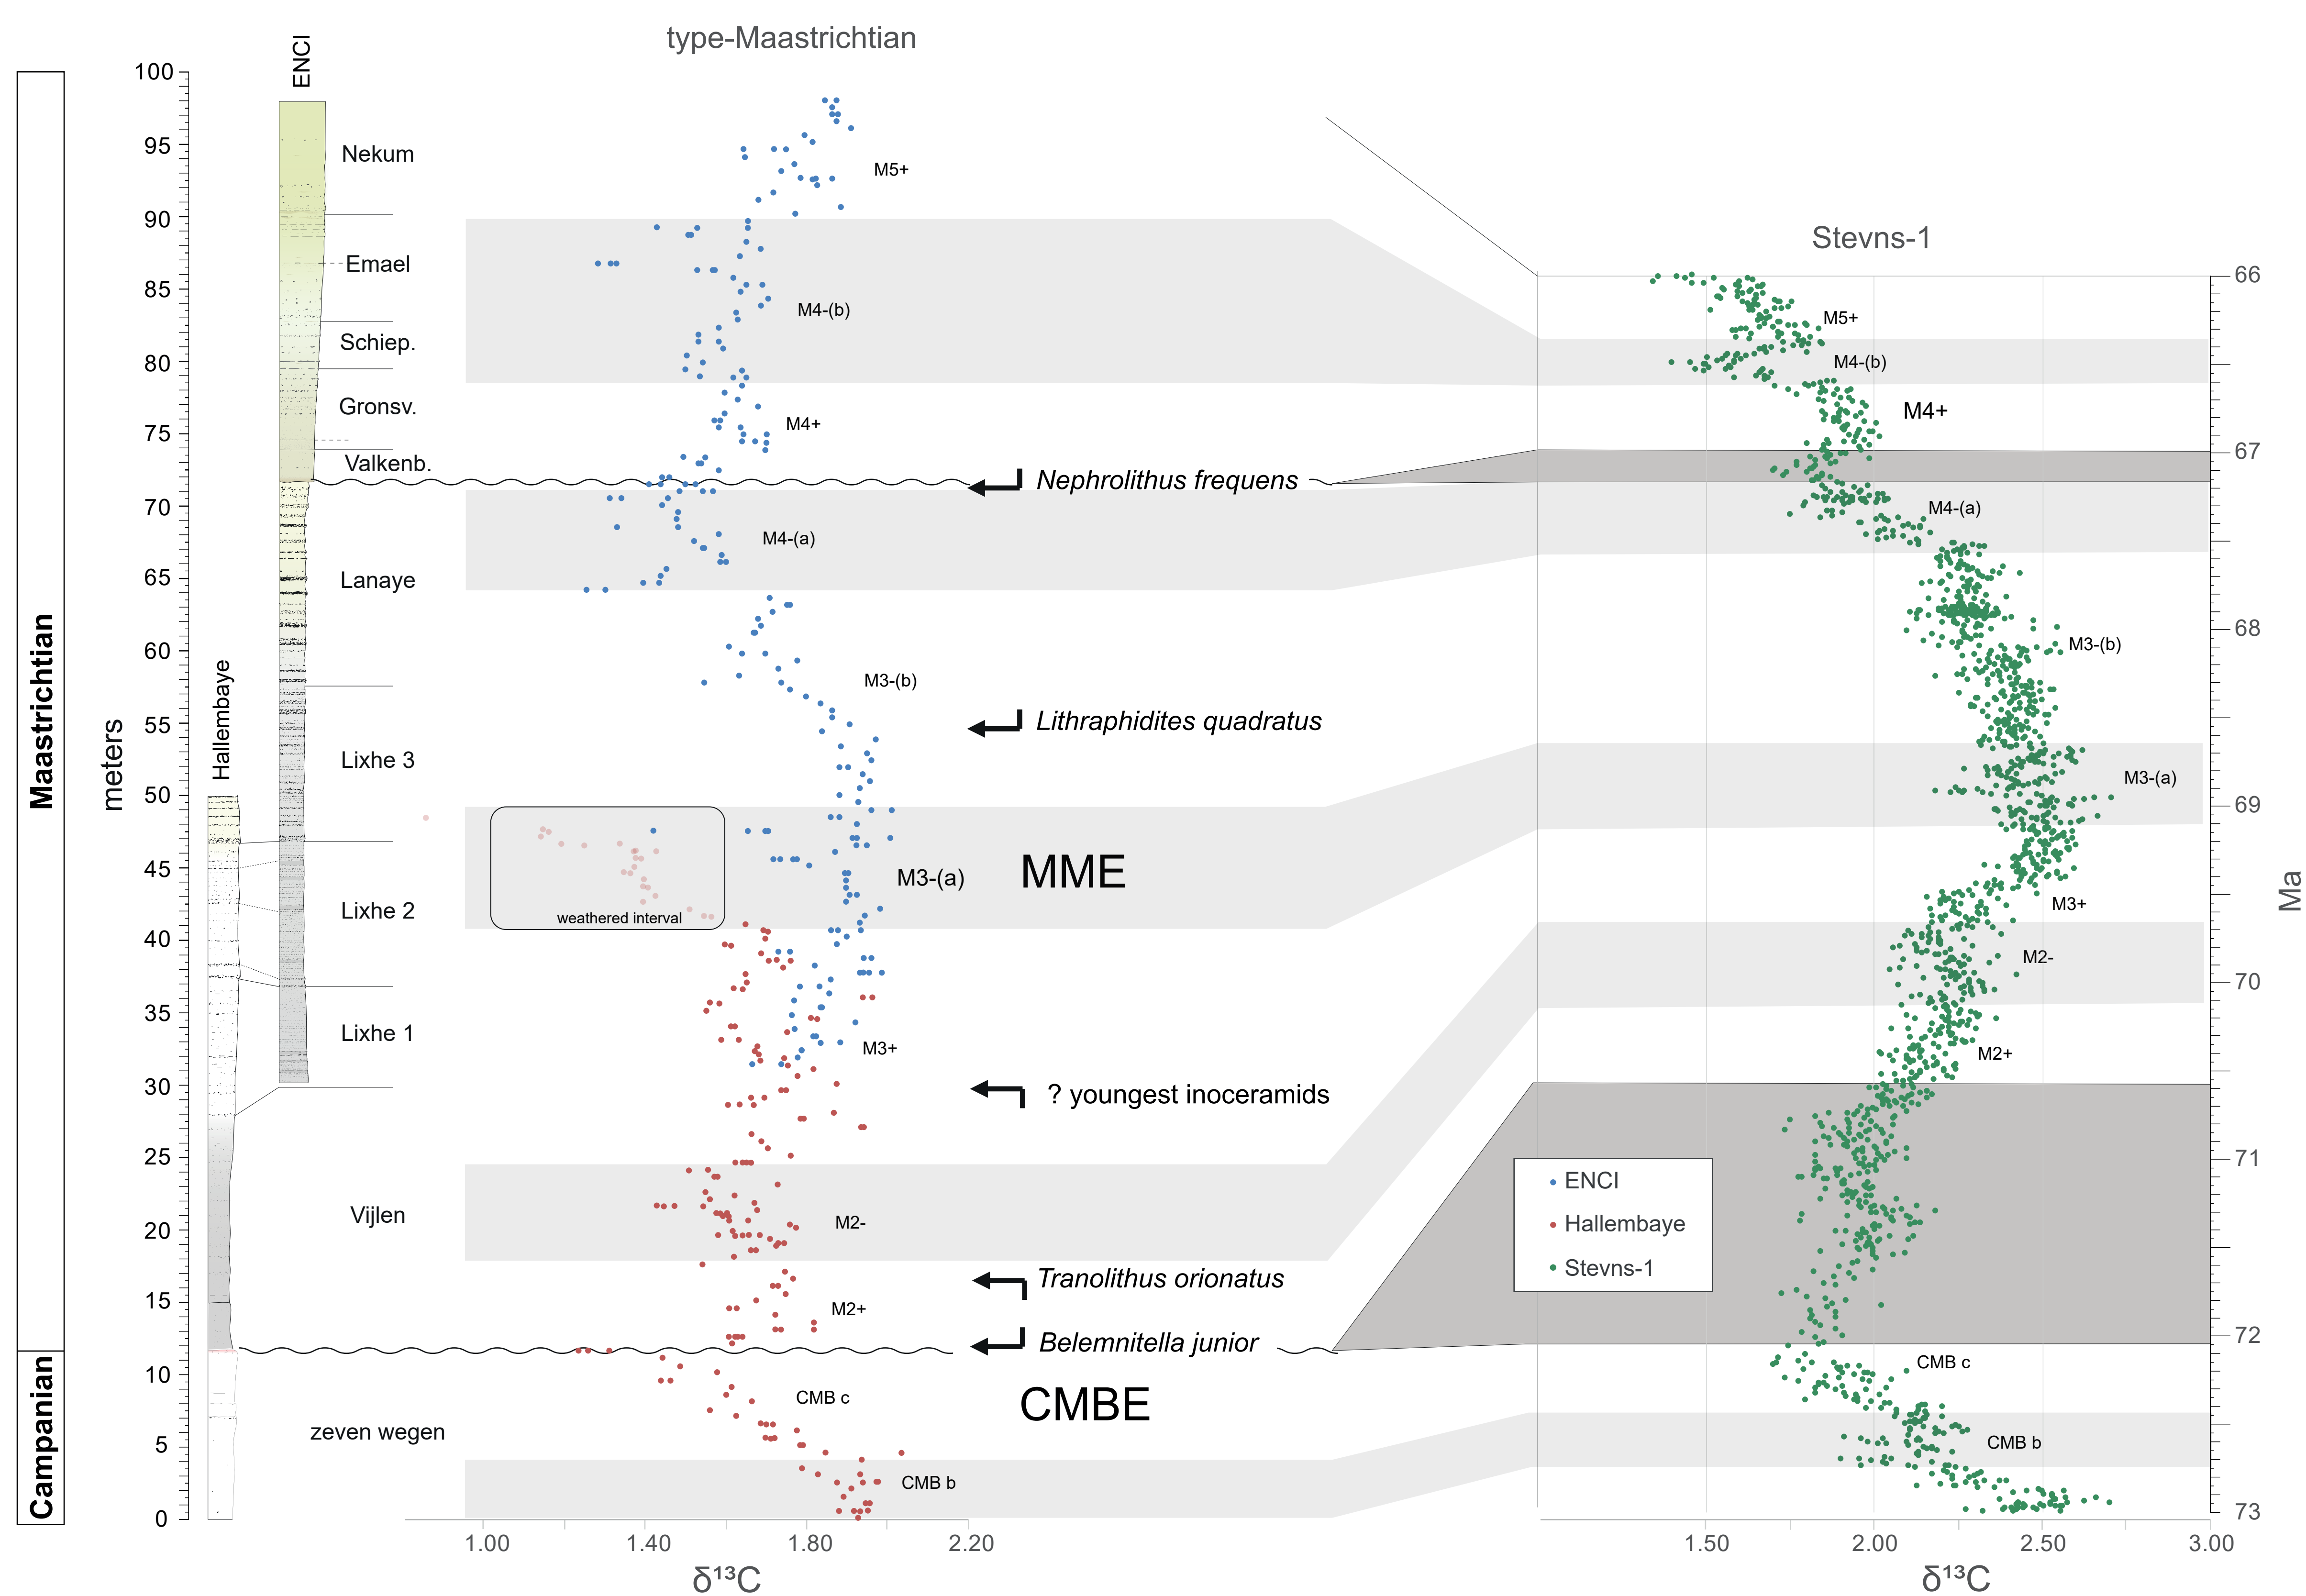 type-Maastrichtian
ENCI
100
95
90
85
80
75
70
65
60
55
50
45
40
35
30
25
20
15
10
5
0
meters
Maastrichtian
Campanian
Hallembaye
Nekum
Emael
Schiep.
Gronsv.
Valkenb.
Lanaye
Lixhe 3
Lixhe 2
Lixhe 1
Vijlen
zeven wegen
M5+
M4-(b)
M4+
M4-(a)
M3-(b)
M3-(a)
weathered interval
M3+
M2-
M2+
CMB c
CMB b
Nephrolithus frequens
Lithraphidites quadratus
MME
? youngest inoceramids
Tranolithus orionatus
Belemnitella junior
CMBE
1.00 1.40 1.80 2.20
δ¹³C
Stevns-1
M5+
M4-(b)
M4+
M4-(a)
M3-(b)
M3-(a)
M3+
M2-
M2+
CMB c
CMB b
ENCI
Hallembaye
Stevns-1
66
67
68
69
70
71
72
73
Ma
1.50 2.00 2.50 3.00
δ¹³C